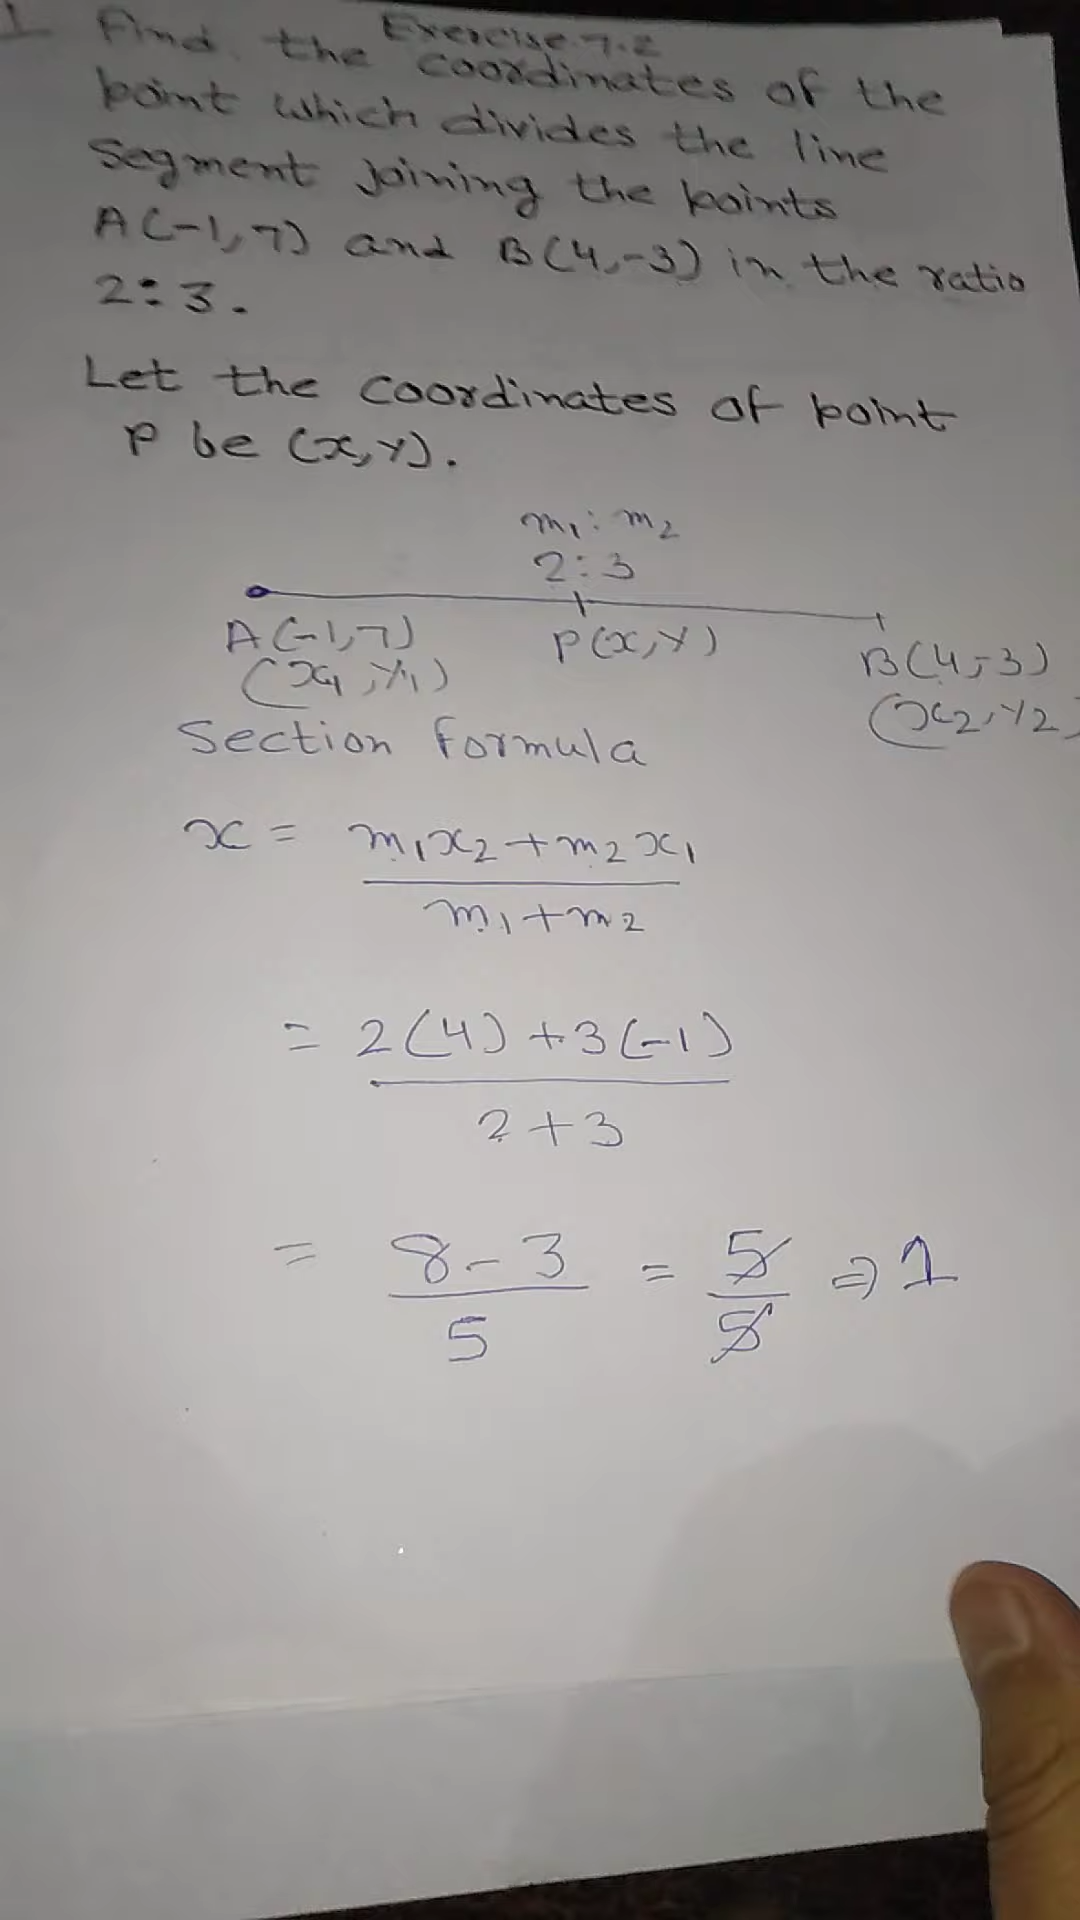 Exercise 7.2
1 Find the coordinates of the
point which divides the line
Segment joining the points
A(-1,7) and B(4,-3) in the ratio
2:3.
Let the coordinates of point
P be (x,y).
m₁ : m₂
2:3
A(-1,7) P(x,y) B(4,-3)
(x₁,y₁) (x₂,y₂)
Section formula
x = m₁x₂+m₂x₁
m₁+m₂
= 2(4)+3(-1)
2+3
= 8-3 = 5 ⇒ 1
5 5